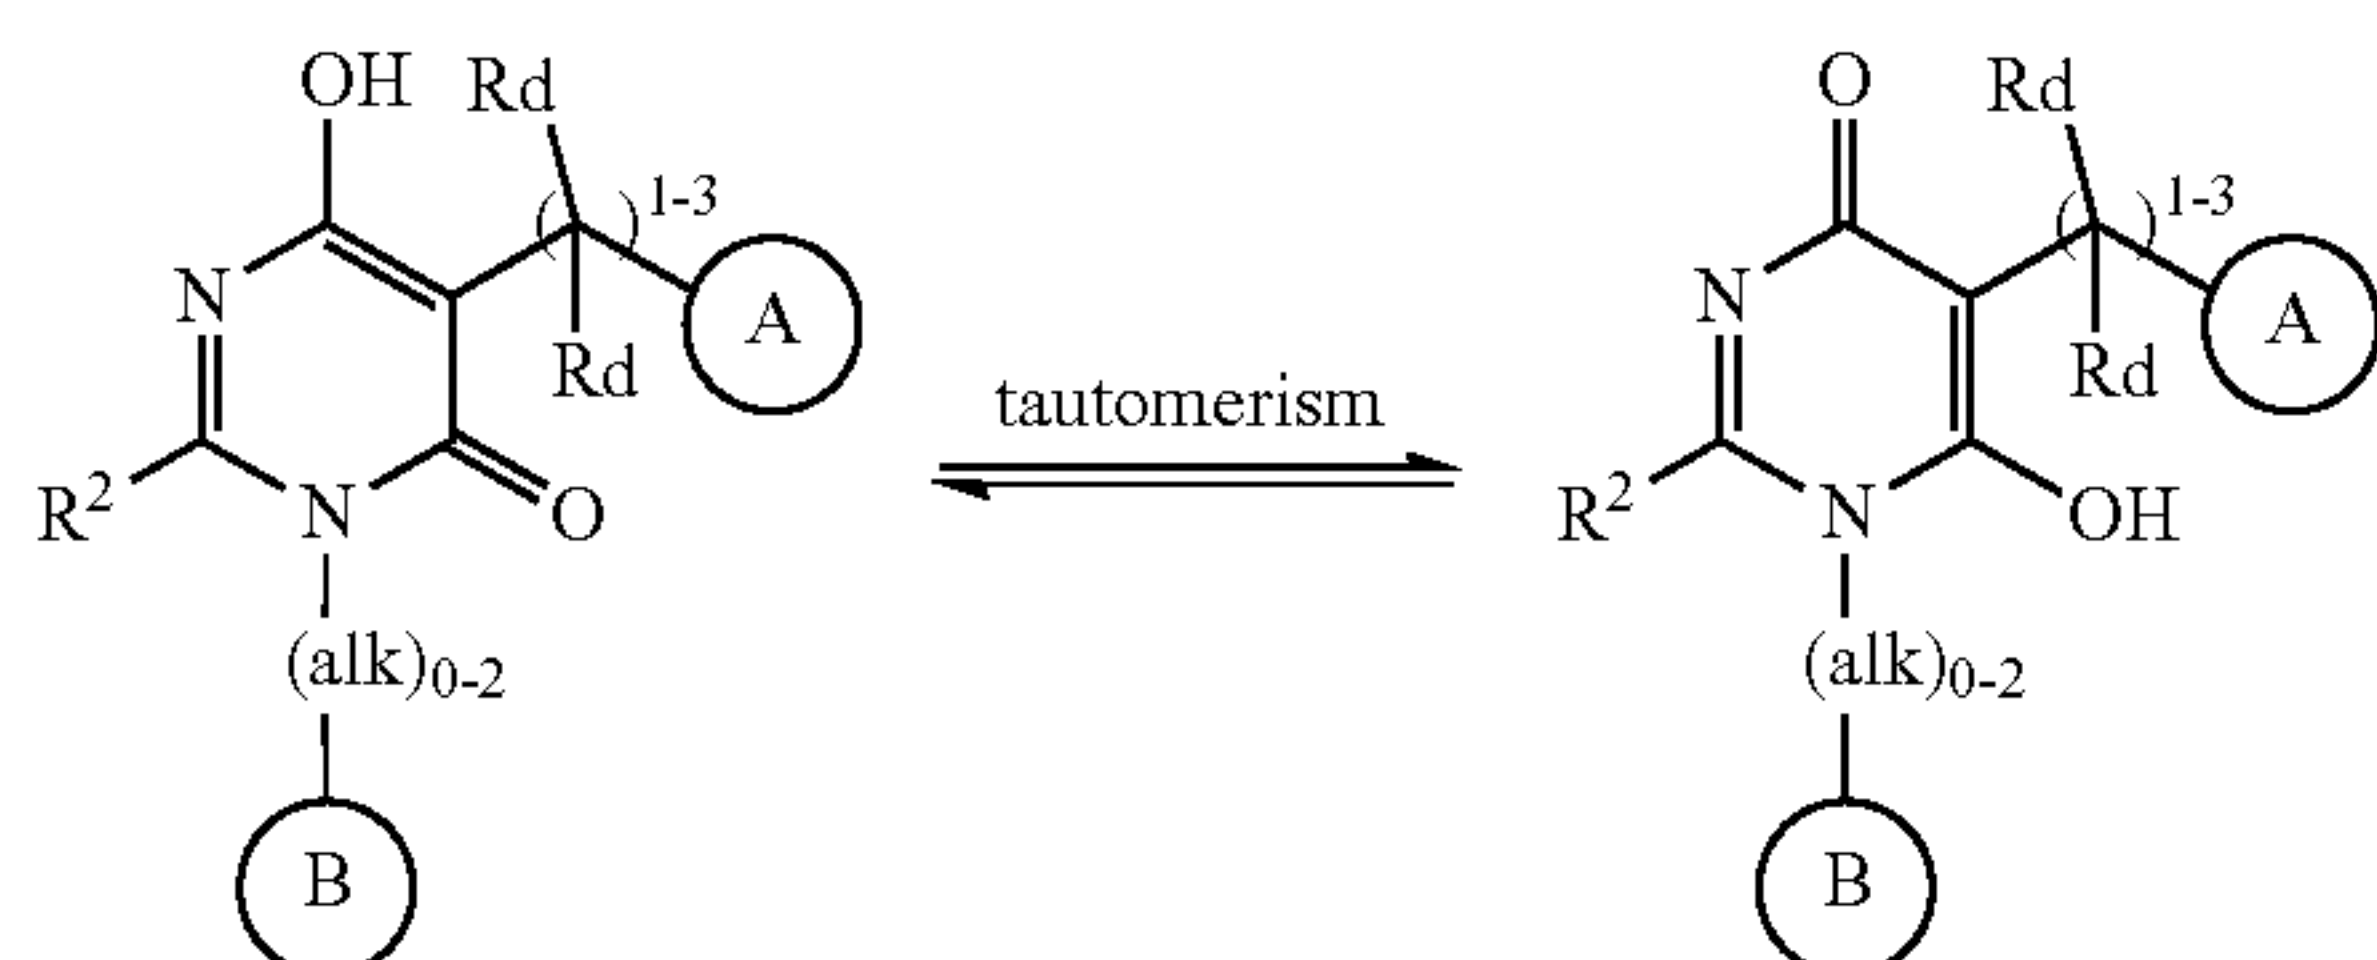 OH Rd
( ) 1-3
N
A
Rd
R² N O
(alk)0-2
B
tautomerism
O Rd
( ) 1-3
N
A
Rd
R² N OH
(alk)0-2
B